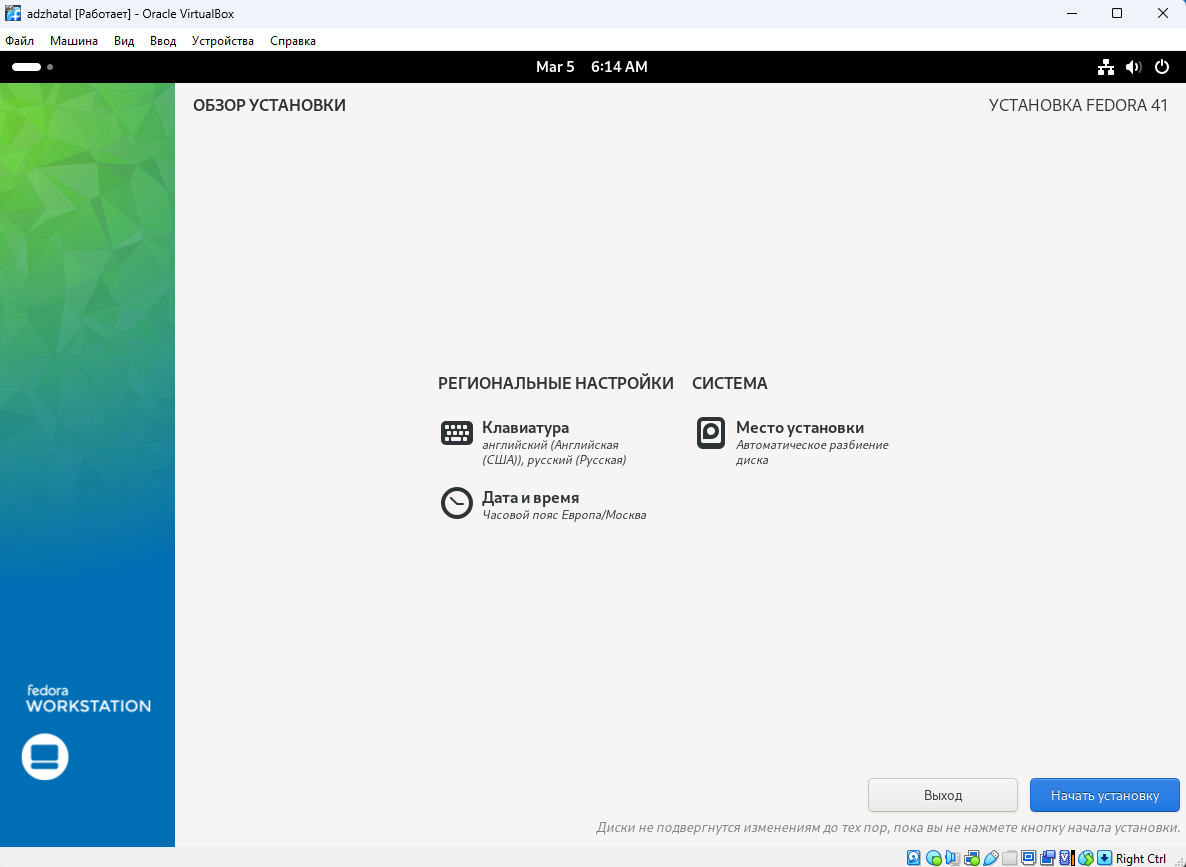 adzhatal [Работает] - Oracle VirtualBox
Файл Машина Вид Ввод Устройства Справка
Mar 5 6:14 AM
ОБЗОР УСТАНОВКИ
УСТАНОВКА FEDORA 41
РЕГИОНАЛЬНЫЕ НАСТРОЙКИ
Клавиатура
английский (Английская
(США)), русский (Русская)
Дата и время
Часовой пояс Европа/Москва
СИСТЕМА
Место установки
Автоматическое разбиение
диска
fedora
WORKSTATION
Выход
Начать установку
Диски не подвергнутся изменениям до тех пор, пока вы не нажмете кнопку начала установки.
Right Ctrl